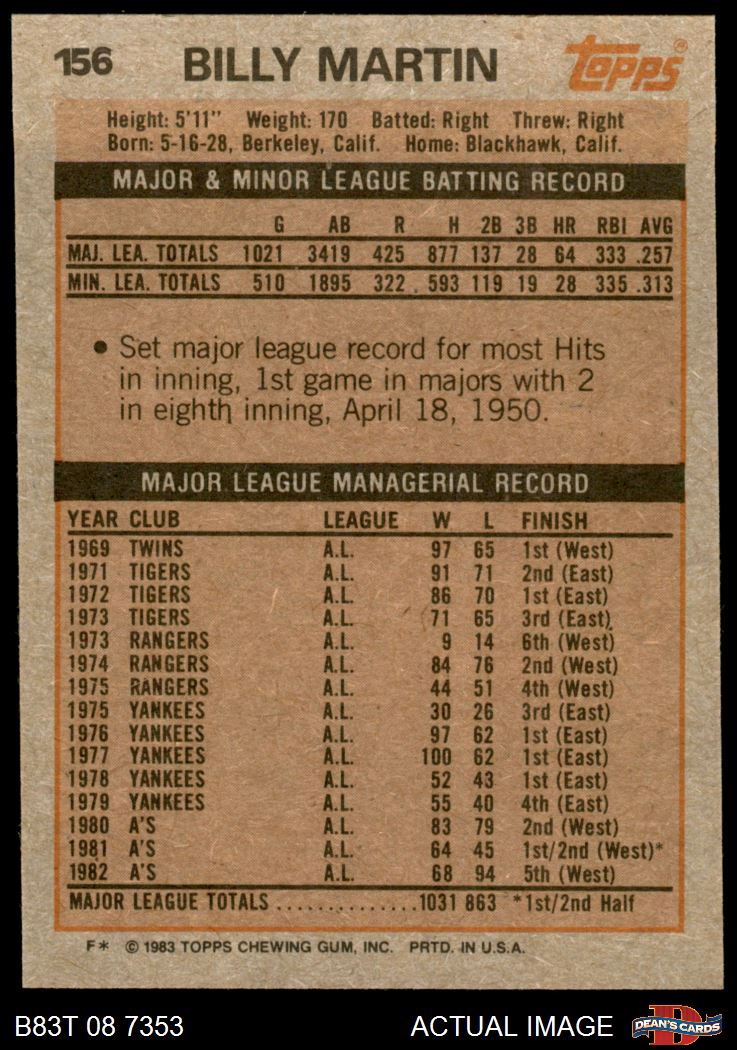 156 BILLY MARTIN Topps®
Height: 5'11" Weight: 170 Batted: Right Threw: Right
Born: 5-16-28, Berkeley, Calif. Home: Blackhawk, Calif.
MAJOR & MINOR LEAGUE BATTING RECORD
G AB R H 2B 3B HR RBI AVG
MAJ. LEA. TOTALS 1021 3419 425 877 137 28 64 333 .257
MIN. LEA. TOTALS 510 1895 322 593 119 19 28 335 .313
• Set major league record for most Hits
in inning, 1st game in majors with 2
in eighth inning, April 18, 1950.
MAJOR LEAGUE MANAGERIAL RECORD
YEAR CLUB LEAGUE W L FINISH
1969 TWINS A.L. 97 65 1st (West)
1971 TIGERS A.L. 91 71 2nd (East)
1972 TIGERS A.L. 86 70 1st (East)
1973 TIGERS A.L. 71 65 3rd (East)
1973 RANGERS A.L. 9 14 6th (West)
1974 RANGERS A.L. 84 76 2nd (West)
1975 RANGERS A.L. 44 51 4th (West)
1975 YANKEES A.L. 30 26 3rd (East)
1976 YANKEES A.L. 97 62 1st (East)
1977 YANKEES A.L. 100 62 1st (East)
1978 YANKEES A.L. 52 43 1st (East)
1979 YANKEES A.L. 55 40 4th (East)
1980 A'S A.L. 83 79 2nd (West)
1981 A'S A.L. 64 45 1st/2nd (West)*
1982 A'S A.L. 68 94 5th (West)
MAJOR LEAGUE TOTALS ..............1031 863 *1st/2nd Half
F* © 1983 TOPPS CHEWING GUM, INC. PRTD. IN U.S.A.
B83T 08 7353 ACTUAL IMAGE DEAN'S CARDS